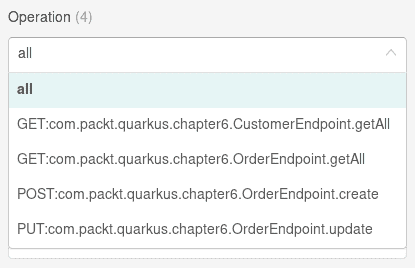 Operation (4)
all
all
GET:com.packt.quarkus.chapter6.CustomerEndpoint.getAll
GET:com.packt.quarkus.chapter6.OrderEndpoint.getAll
POST:com.packt.quarkus.chapter6.OrderEndpoint.create
PUT:com.packt.quarkus.chapter6.OrderEndpoint.update